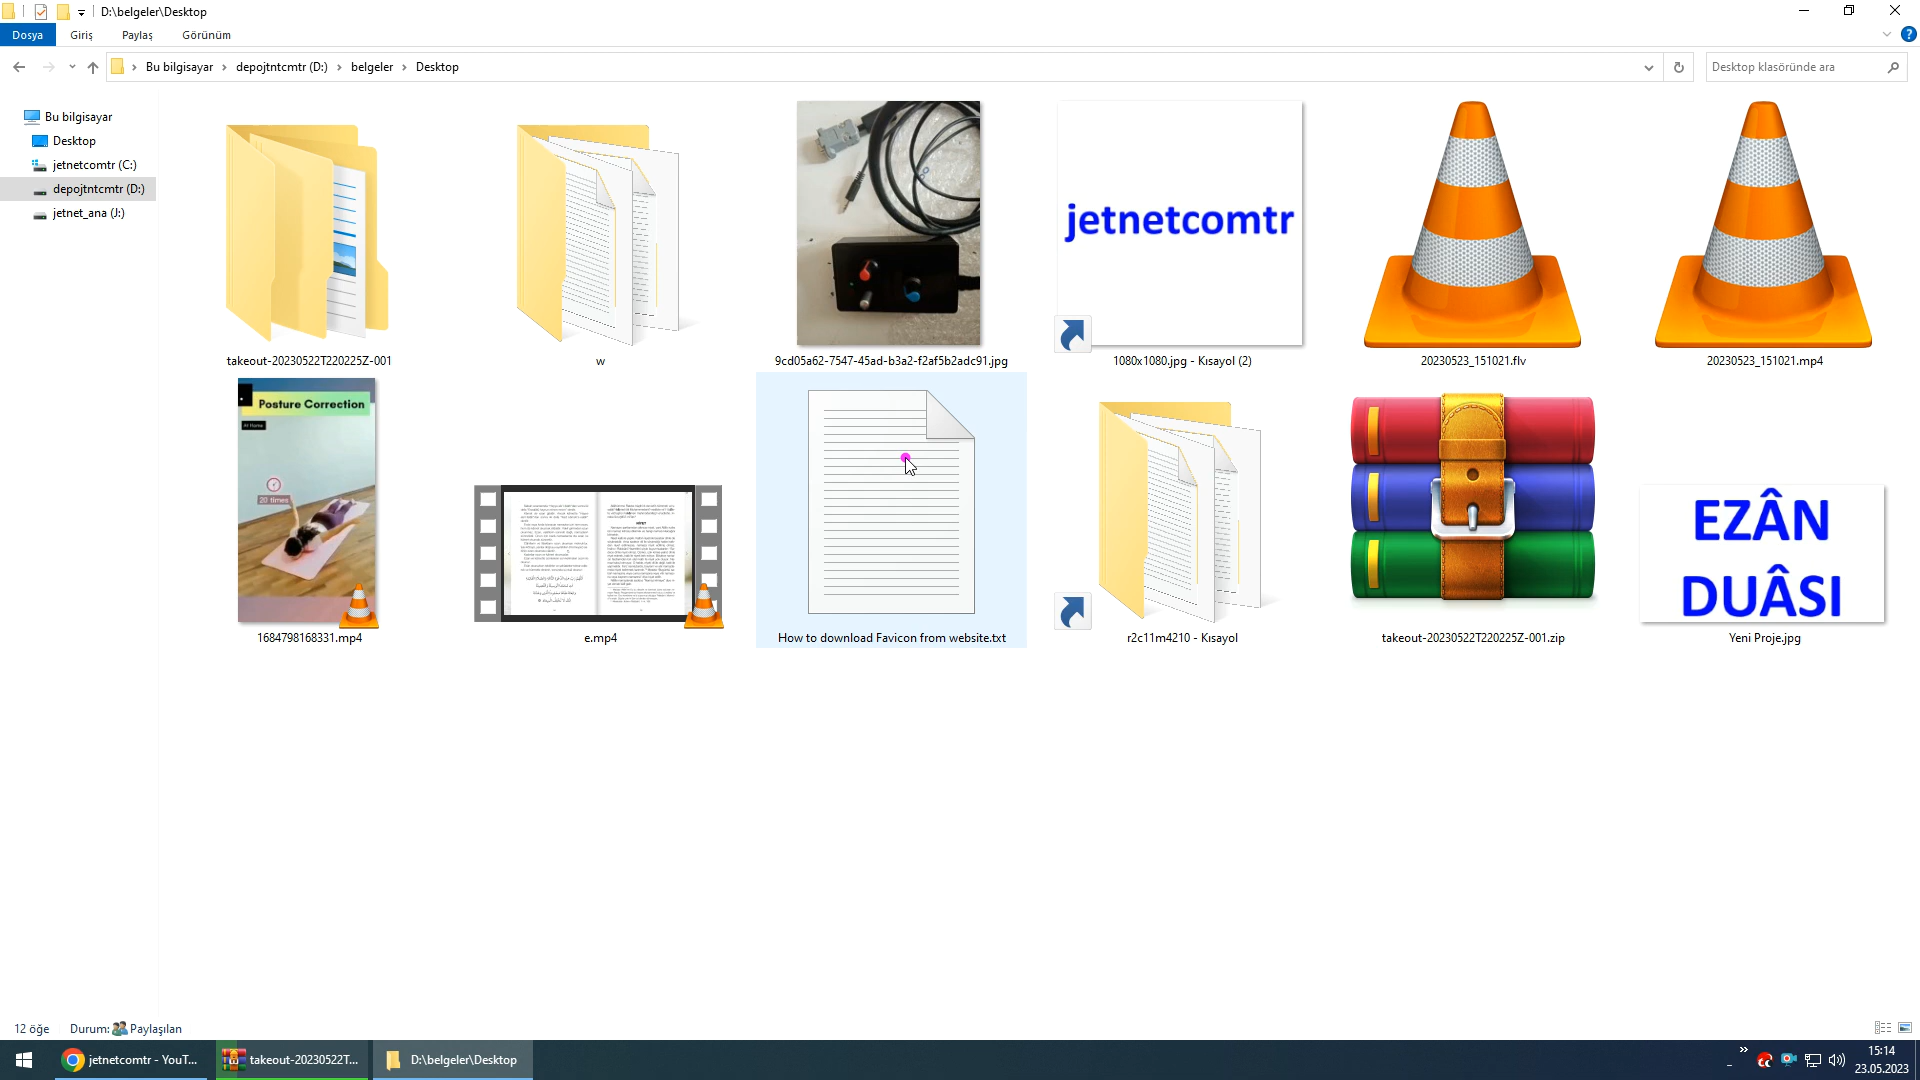 D:\belgeler\Desktop
Dosya
Giriş
Paylaş
Görünüm
Bu bilgisayar
depojtntcmtr (D:)
belgeler
Desktop
Desktop klasöründe ara
Bu bilgisayar
Desktop
jetnetcomtr (C:)
depojtntcmtr (D:)
jetnet_ana (J:)
jetnetcomtr
takeout-20230522T220225Z-001
w
9cd05a62-7547-45ad-b3a2-f2af5b2adc91.jpg
1080x1080.jpg - Kısayol (2)
20230523_151021.flv
20230523_151021.mp4
Posture Correction
At Home
20 times
EZÂN
DUÂSI
1684798168331.mp4
e.mp4
How to download Favicon from website.txt
r2c11m4210 - Kısayol
takeout-20230522T220225Z-001.zip
Yeni Proje.jpg
12 öğe
Durum:
Paylaşılan
jetnetcomtr - YouT...
takeout-20230522T...
D:\belgeler\Desktop
15:14
23.05.2023